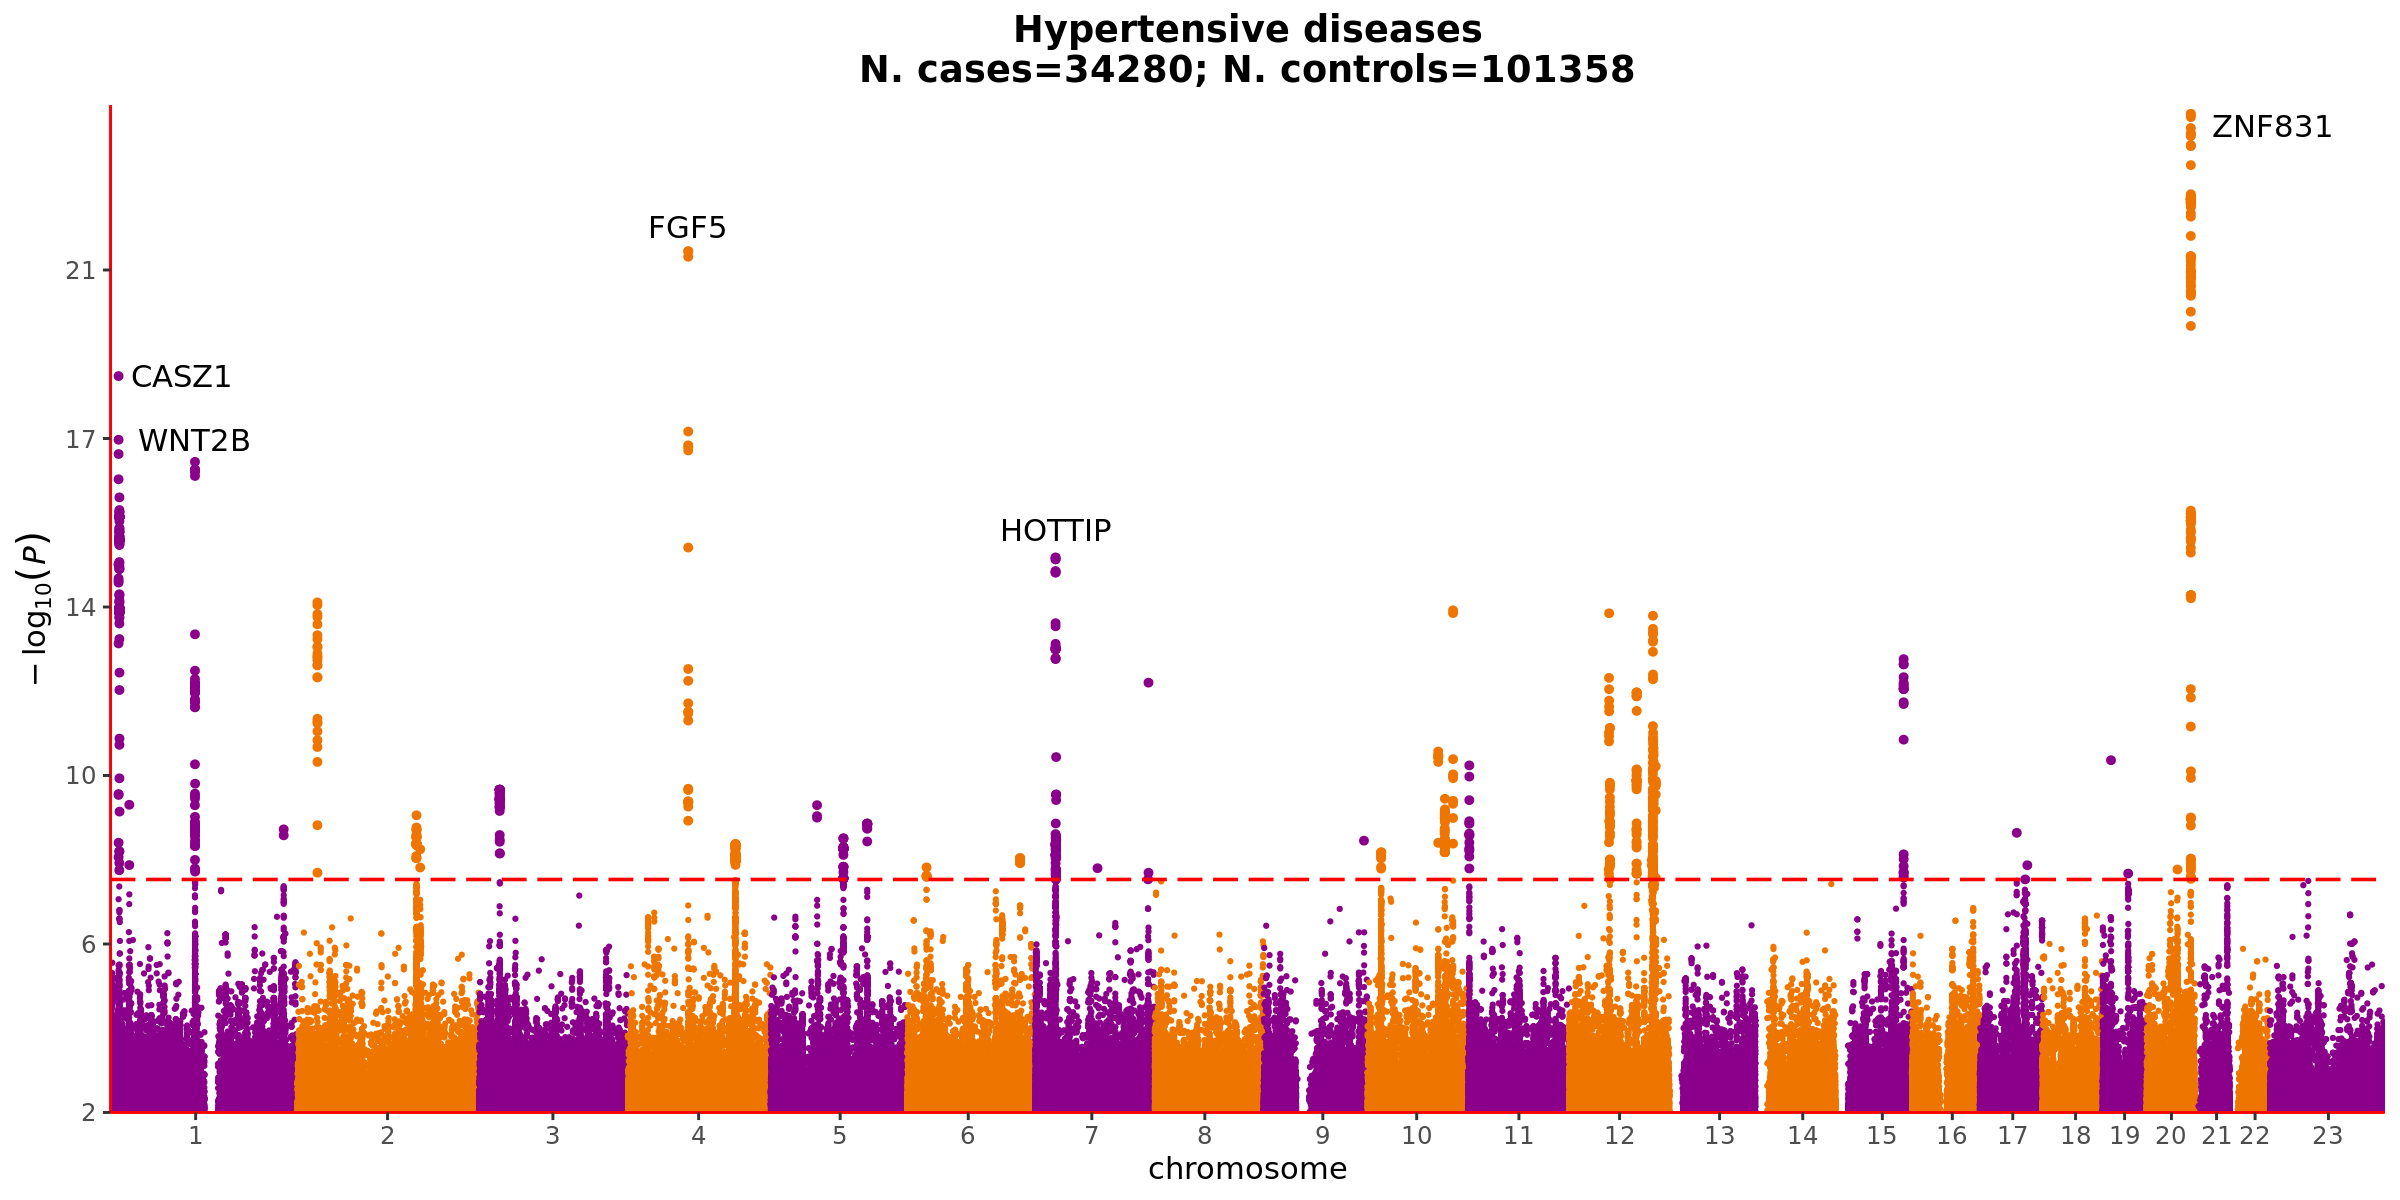 Hypertensive diseases
N. cases=34280; N. controls=101358
ZNF831
FGF5
21
CASZ1
17
WNT2B
HOTTIP
14
10
6
2
− log10(P)
1 2 3 4 5 6 7 8 9 10 11 12 13 14 15 16 17 18 19 20 21 22 23
chromosome